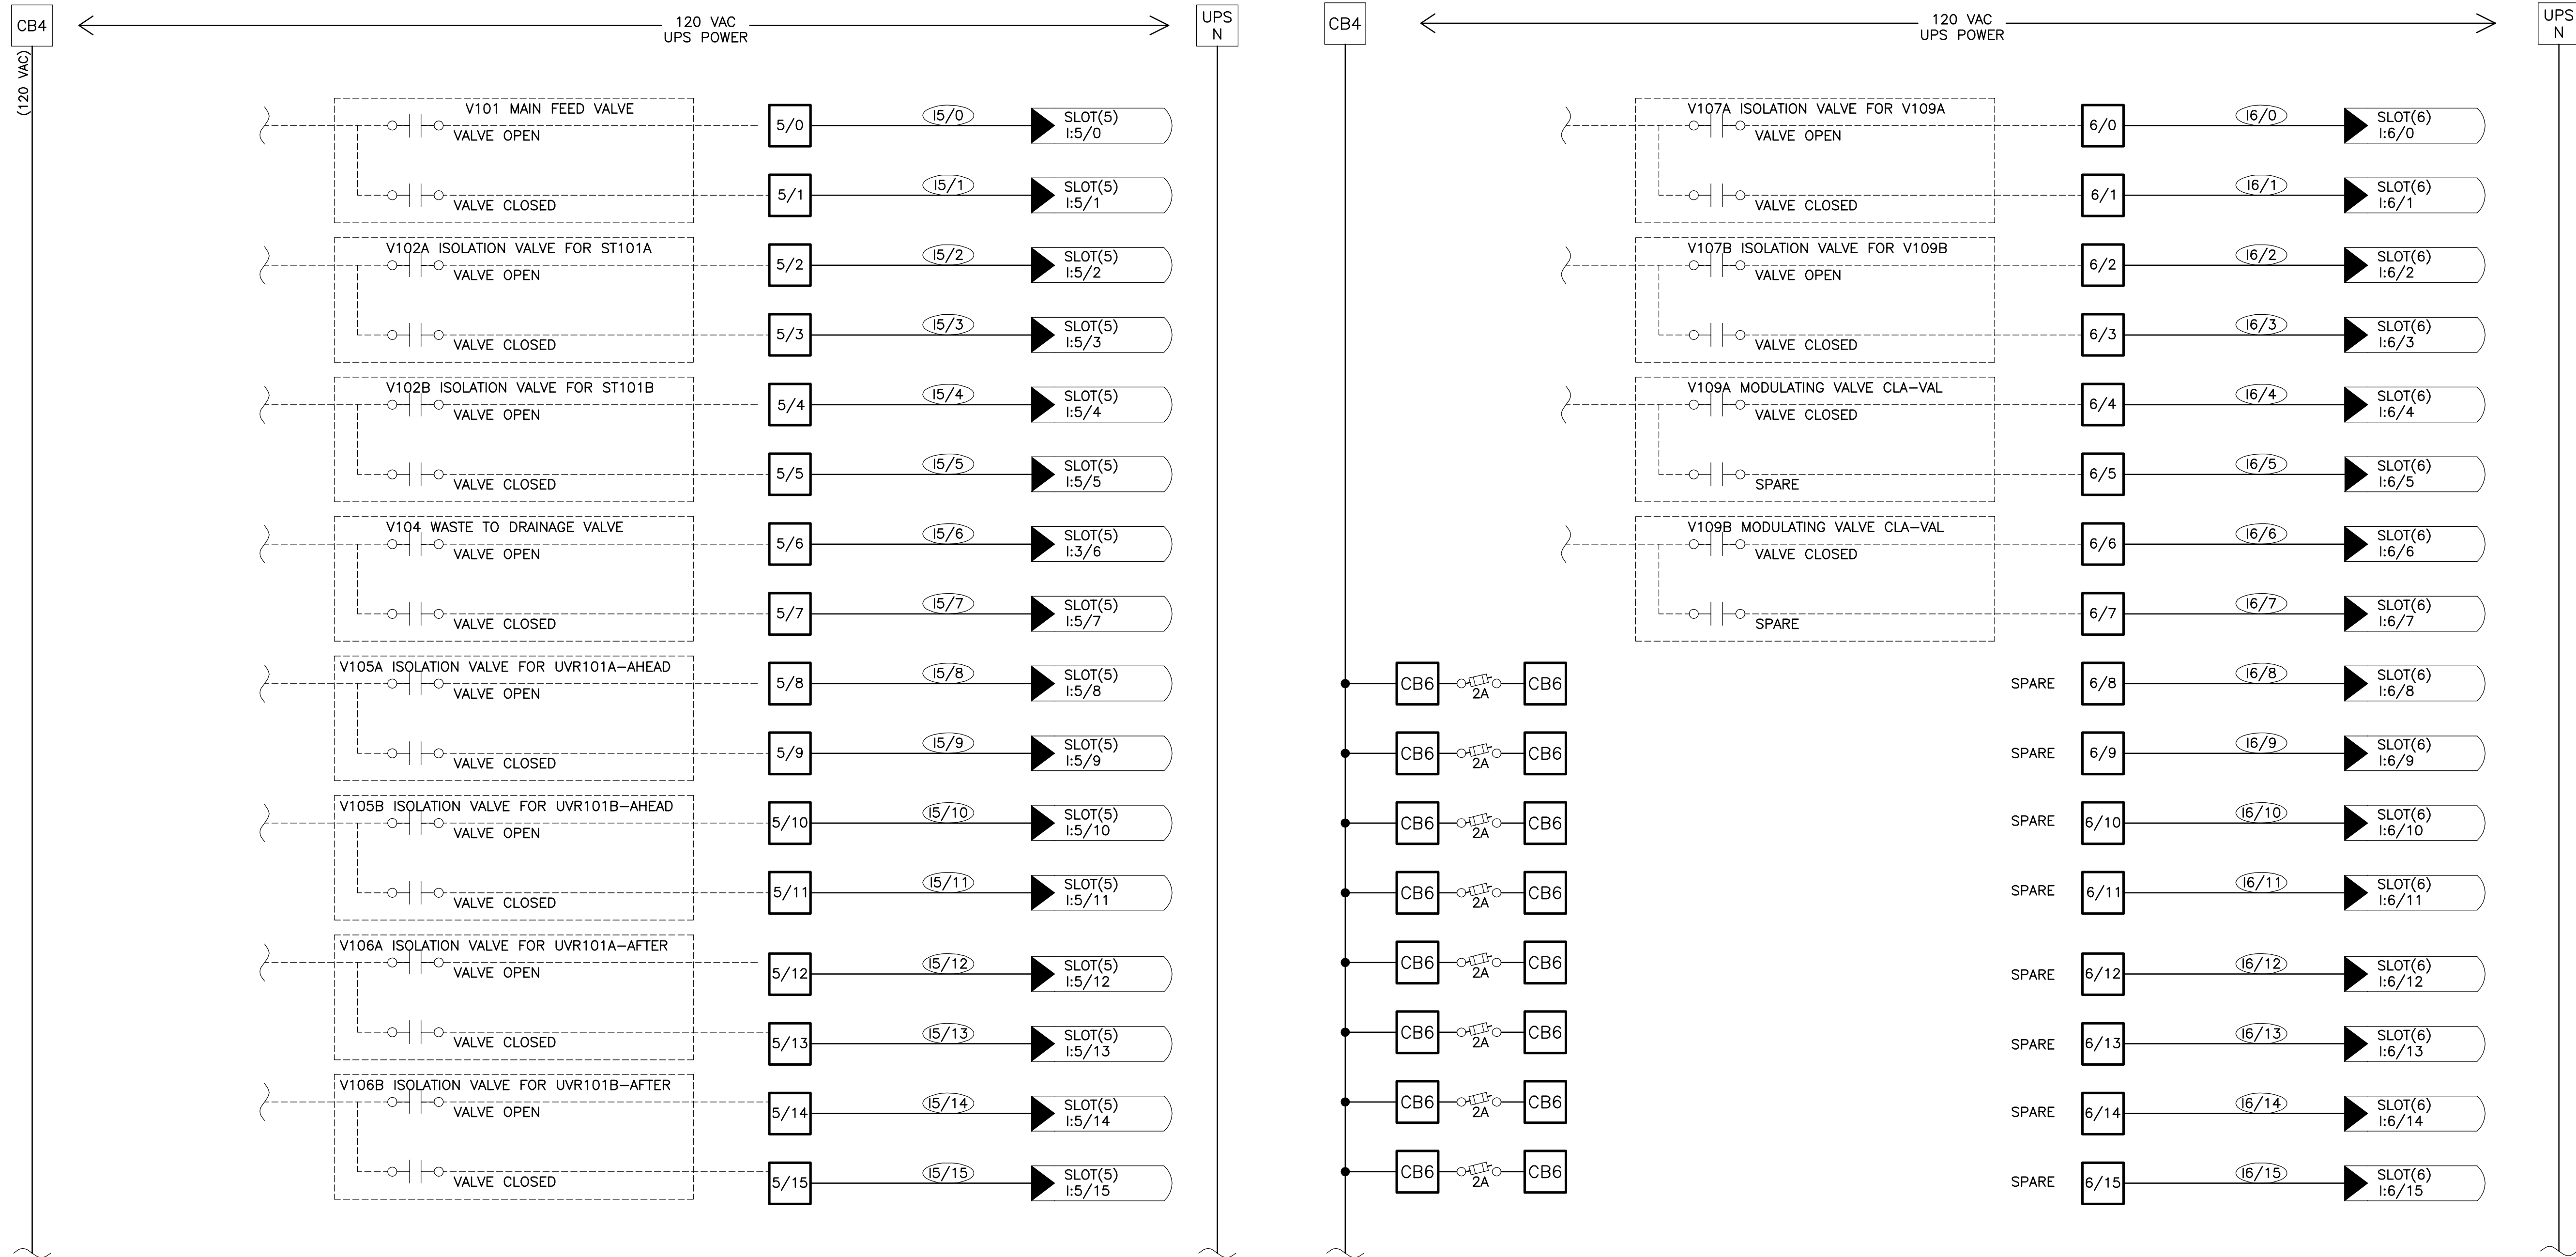 CB4
120 VAC
UPS POWER
UPS
N
(120 VAC)
V101 MAIN FEED VALVE
VALVE OPEN
5/0
I5/0
SLOT(5)
I:5/0
VALVE CLOSED
5/1
I5/1
SLOT(5)
I:5/1
V102A ISOLATION VALVE FOR ST101A
VALVE OPEN
5/2
I5/2
SLOT(5)
I:5/2
VALVE CLOSED
5/3
I5/3
SLOT(5)
I:5/3
V102B ISOLATION VALVE FOR ST101B
VALVE OPEN
5/4
I5/4
SLOT(5)
I:5/4
VALVE CLOSED
5/5
I5/5
SLOT(5)
I:5/5
V104 WASTE TO DRAINAGE VALVE
VALVE OPEN
5/6
I5/6
SLOT(5)
I:3/6
VALVE CLOSED
5/7
I5/7
SLOT(5)
I:5/7
V105A ISOLATION VALVE FOR UVR101A-AHEAD
VALVE OPEN
5/8
I5/8
SLOT(5)
I:5/8
VALVE CLOSED
5/9
I5/9
SLOT(5)
I:5/9
V105B ISOLATION VALVE FOR UVR101B-AHEAD
VALVE OPEN
5/10
I5/10
SLOT(5)
I:5/10
VALVE CLOSED
5/11
I5/11
SLOT(5)
I:5/11
V106A ISOLATION VALVE FOR UVR101A-AFTER
VALVE OPEN
5/12
I5/12
SLOT(5)
I:5/12
VALVE CLOSED
5/13
I5/13
SLOT(5)
I:5/13
V106B ISOLATION VALVE FOR UVR101B-AFTER
VALVE OPEN
5/14
I5/14
SLOT(5)
I:5/14
VALVE CLOSED
5/15
I5/15
SLOT(5)
I:5/15
CB4
120 VAC
UPS POWER
UPS
N
V107A ISOLATION VALVE FOR V109A
VALVE OPEN
6/0
I6/0
SLOT(6)
I:6/0
VALVE CLOSED
6/1
I6/1
SLOT(6)
I:6/1
V107B ISOLATION VALVE FOR V109B
VALVE OPEN
6/2
I6/2
SLOT(6)
I:6/2
VALVE CLOSED
6/3
I6/3
SLOT(6)
I:6/3
V109A MODULATING VALVE CLA-VAL
VALVE CLOSED
6/4
I6/4
SLOT(6)
I:6/4
SPARE
6/5
I6/5
SLOT(6)
I:6/5
V109B MODULATING VALVE CLA-VAL
VALVE CLOSED
6/6
I6/6
SLOT(6)
I:6/6
SPARE
6/7
I6/7
SLOT(6)
I:6/7
CB6
2A
CB6
SPARE
6/8
I6/8
SLOT(6)
I:6/8
CB6
2A
CB6
SPARE
6/9
I6/9
SLOT(6)
I:6/9
CB6
2A
CB6
SPARE
6/10
I6/10
SLOT(6)
I:6/10
CB6
2A
CB6
SPARE
6/11
I6/11
SLOT(6)
I:6/11
CB6
2A
CB6
SPARE
6/12
I6/12
SLOT(6)
I:6/12
CB6
2A
CB6
SPARE
6/13
I6/13
SLOT(6)
I:6/13
CB6
2A
CB6
SPARE
6/14
I6/14
SLOT(6)
I:6/14
CB6
2A
CB6
SPARE
6/15
I6/15
SLOT(6)
I:6/15